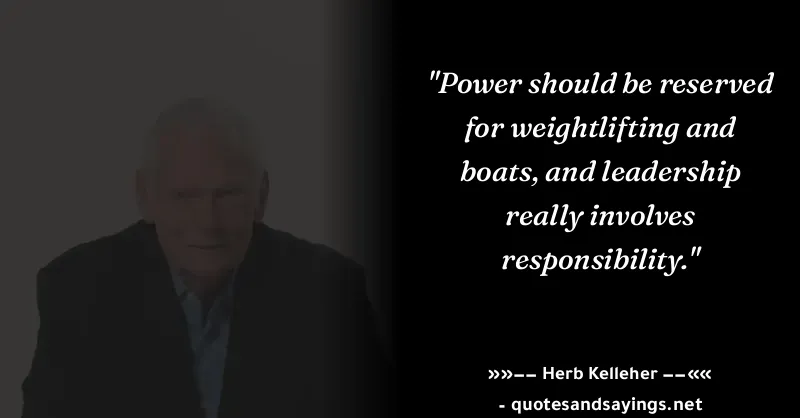 "Power should be reserved
for weightlifting and
boats, and leadership
really involves
responsibility."
»»−− Herb Kelleher −−««
- quotesandsayings.net